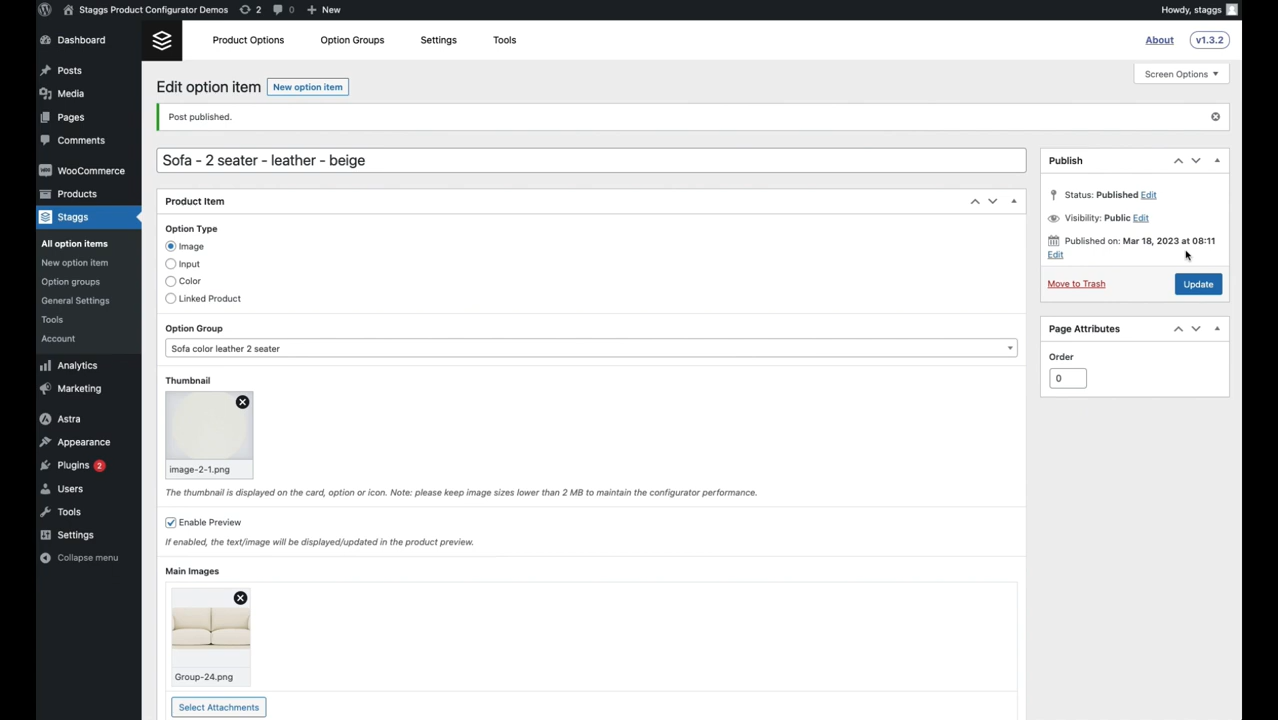 Staggs Product Configurator Demos 2 0 New Howdy, staggs
Dashboard
Posts
Media
Pages
Comments
WooCommerce
Products
Staggs
All option items
New option item
Option groups
General Settings
Tools
Account
Analytics
Marketing
Astra
Appearance
Plugins 2
Users
Tools
Settings
Collapse menu
Product Options Option Groups Settings Tools About v1.3.2
Screen Options
Edit option item New option item
Post published.
Sofa - 2 seater - leather - beige
Product Item
Option Type
Image
Input
Color
Linked Product
Option Group
Sofa color leather 2 seater
Thumbnail
image-2-1.png
The thumbnail is displayed on the card, option or icon. Note: please keep image sizes lower than 2 MB to maintain the configurator performance.
Enable Preview
If enabled, the text/image will be displayed/updated in the product preview.
Main Images
Group-24.png
Select Attachments
Publish
Status: Published Edit
Visibility: Public Edit
Published on: Mar 18, 2023 at 08:11
Edit
Move to Trash Update
Page Attributes
Order
0